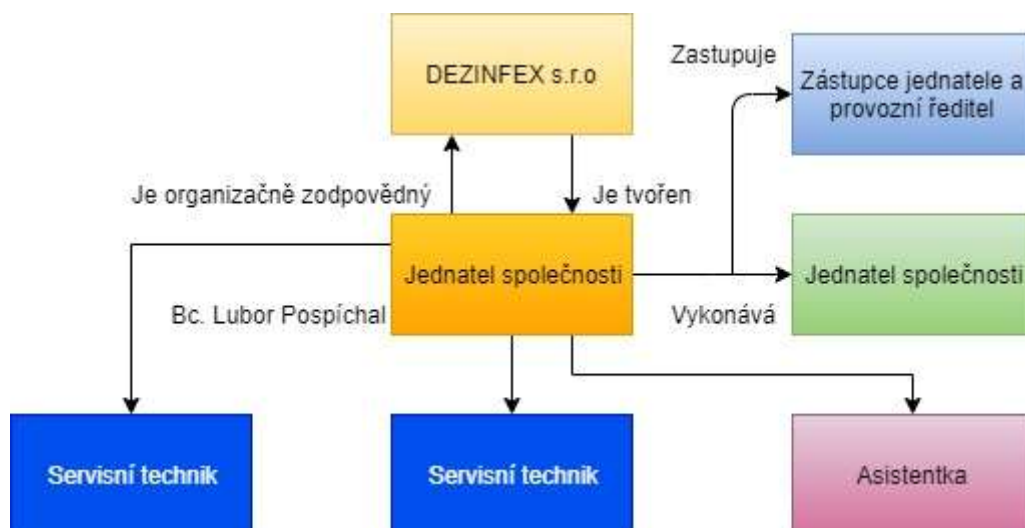 DEZINFEX s.r.o
Zastupuje
Zástupce jednatele a
provozní ředitel
Je organizačně zodpovědný
Je tvořen
Jednatel společnosti
Jednatel společnosti
Bc. Lubor Pospíchal
Vykonává
Servisní technik
Servisní technik
Asistentka